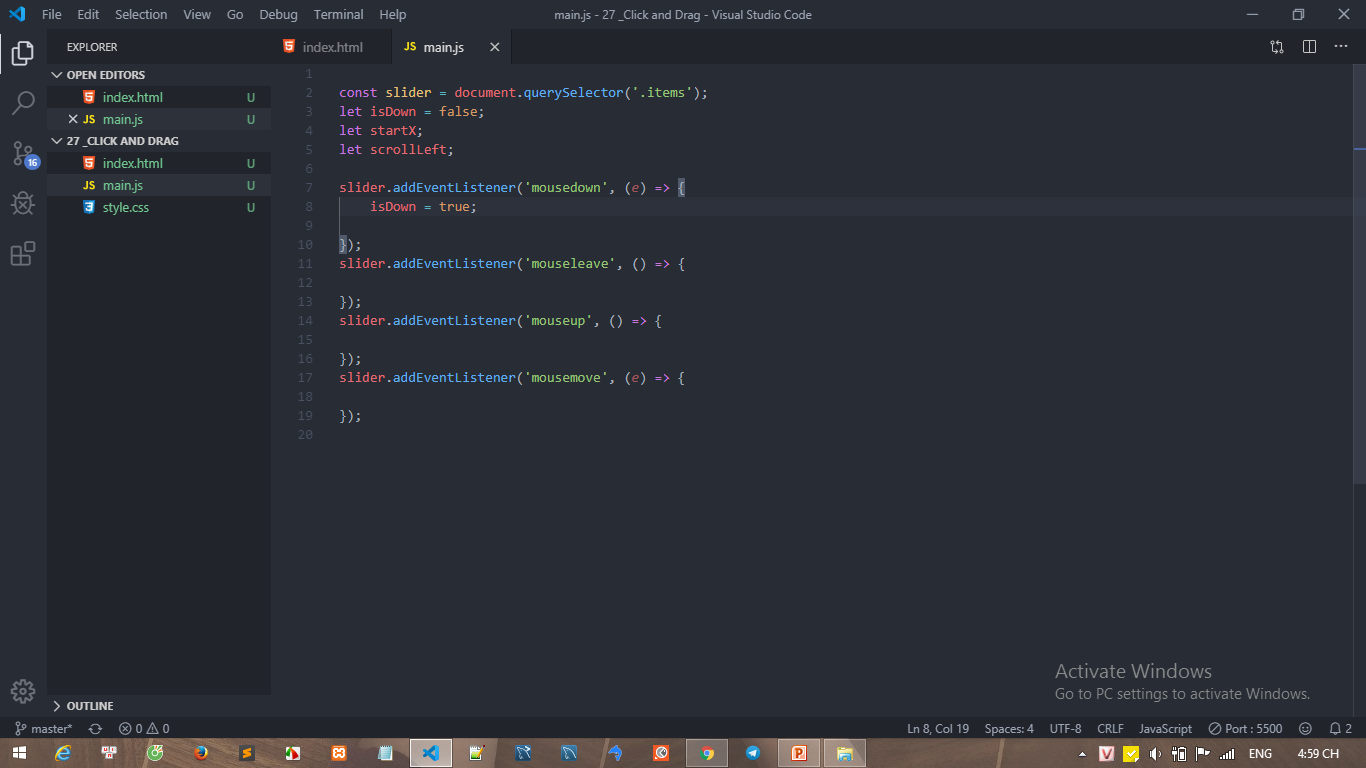 File Edit Selection View Go Debug Terminal Help
main.js - 27 _Click and Drag - Visual Studio Code
EXPLORER
index.html
JS main.js
OPEN EDITORS
index.html U
JS main.js U
27 _CLICK AND DRAG
index.html U
JS main.js U
style.css U
16
1
2 const slider = document.querySelector('.items');
3 let isDown = false;
4 let startX;
5 let scrollLeft;
6
7 slider.addEventListener('mousedown', (e) => {
8 isDown = true;
9
10 });
11 slider.addEventListener('mouseleave', () => {
12
13 });
14 slider.addEventListener('mouseup', () => {
15
16 });
17 slider.addEventListener('mousemove', (e) => {
18
19 });
20
Activate Windows
Go to PC settings to activate Windows.
OUTLINE
master* 0 0 Ln 8, Col 19 Spaces: 4 UTF-8 CRLF JavaScript Port : 5500 2
ENG 4:59 CH